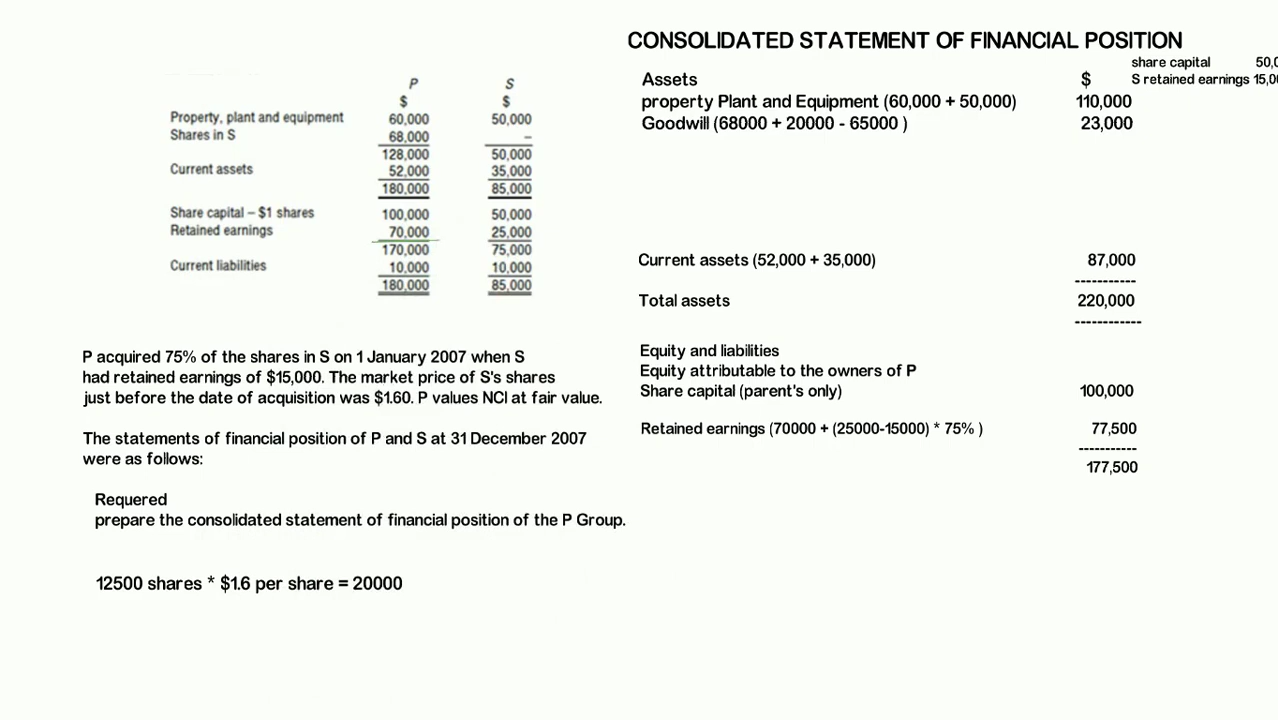 CONSOLIDATED STATEMENT OF FINANCIAL POSITION
share capital 50,0
Assets $ S retained earnings 15,00
property Plant and Equipment (60,000 + 50,000) 110,000
Goodwill (68000 + 20000 - 65000 ) 23,000
Current assets (52,000 + 35,000) 87,000
-----------
Total assets 220,000
------------
Equity and liabilities
Equity attributable to the owners of P
Share capital (parent's only) 100,000
Retained earnings (70000 + (25000-15000) * 75% ) 77,500
-----------
177,500
P S
$ $
Property, plant and equipment 60,000 50,000
Shares in S 68,000 –
128,000 50,000
Current assets 52,000 35,000
180,000 85,000
Share capital – $1 shares 100,000 50,000
Retained earnings 70,000 25,000
170,000 75,000
Current liabilities 10,000 10,000
180,000 85,000
P acquired 75% of the shares in S on 1 January 2007 when S
had retained earnings of $15,000. The market price of S's shares
just before the date of acquisition was $1.60. P values NCI at fair value.
The statements of financial position of P and S at 31 December 2007
were as follows:
Requered
prepare the consolidated statement of financial position of the P Group.
12500 shares * $1.6 per share = 20000